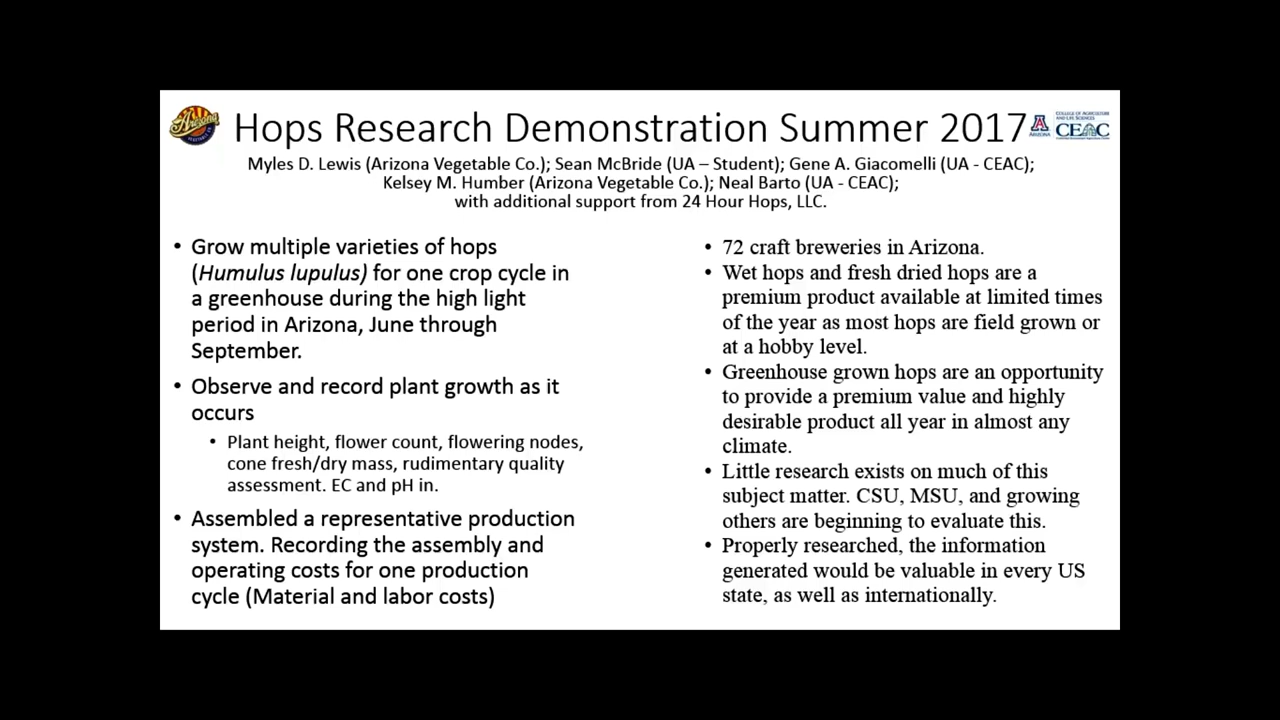 Arizona
Hops Research Demonstration Summer 2017
ARIZONA
COLLEGE OF AGRICULTURE
AND LIFE SCIENCES
CEAC
Myles D. Lewis (Arizona Vegetable Co.); Sean McBride (UA – Student); Gene A. Giacomelli (UA - CEAC);
Kelsey M. Humber (Arizona Vegetable Co.); Neal Barto (UA - CEAC);
with additional support from 24 Hour Hops, LLC.
• Grow multiple varieties of hops
(Humulus lupulus) for one crop cycle in
a greenhouse during the high light
period in Arizona, June through
September.
• Observe and record plant growth as it
occurs
• Plant height, flower count, flowering nodes,
cone fresh/dry mass, rudimentary quality
assessment. EC and pH in.
• Assembled a representative production
system. Recording the assembly and
operating costs for one production
cycle (Material and labor costs)
• 72 craft breweries in Arizona.
• Wet hops and fresh dried hops are a
premium product available at limited times
of the year as most hops are field grown or
at a hobby level.
• Greenhouse grown hops are an opportunity
to provide a premium value and highly
desirable product all year in almost any
climate.
• Little research exists on much of this
subject matter. CSU, MSU, and growing
others are beginning to evaluate this.
• Properly researched, the information
generated would be valuable in every US
state, as well as internationally.